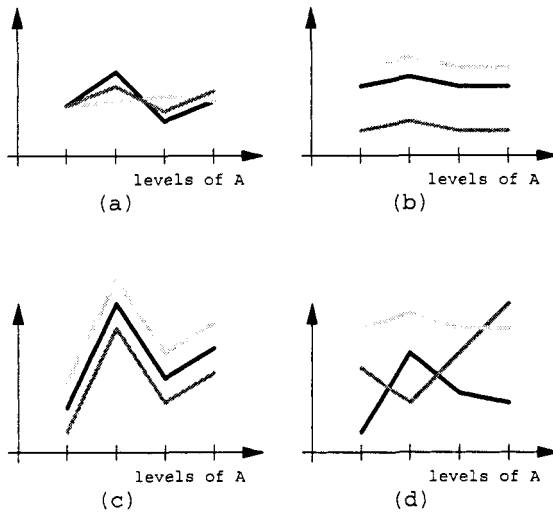 levels of A
(a)
levels of A
(b)
levels of A
(c)
levels of A
(d)